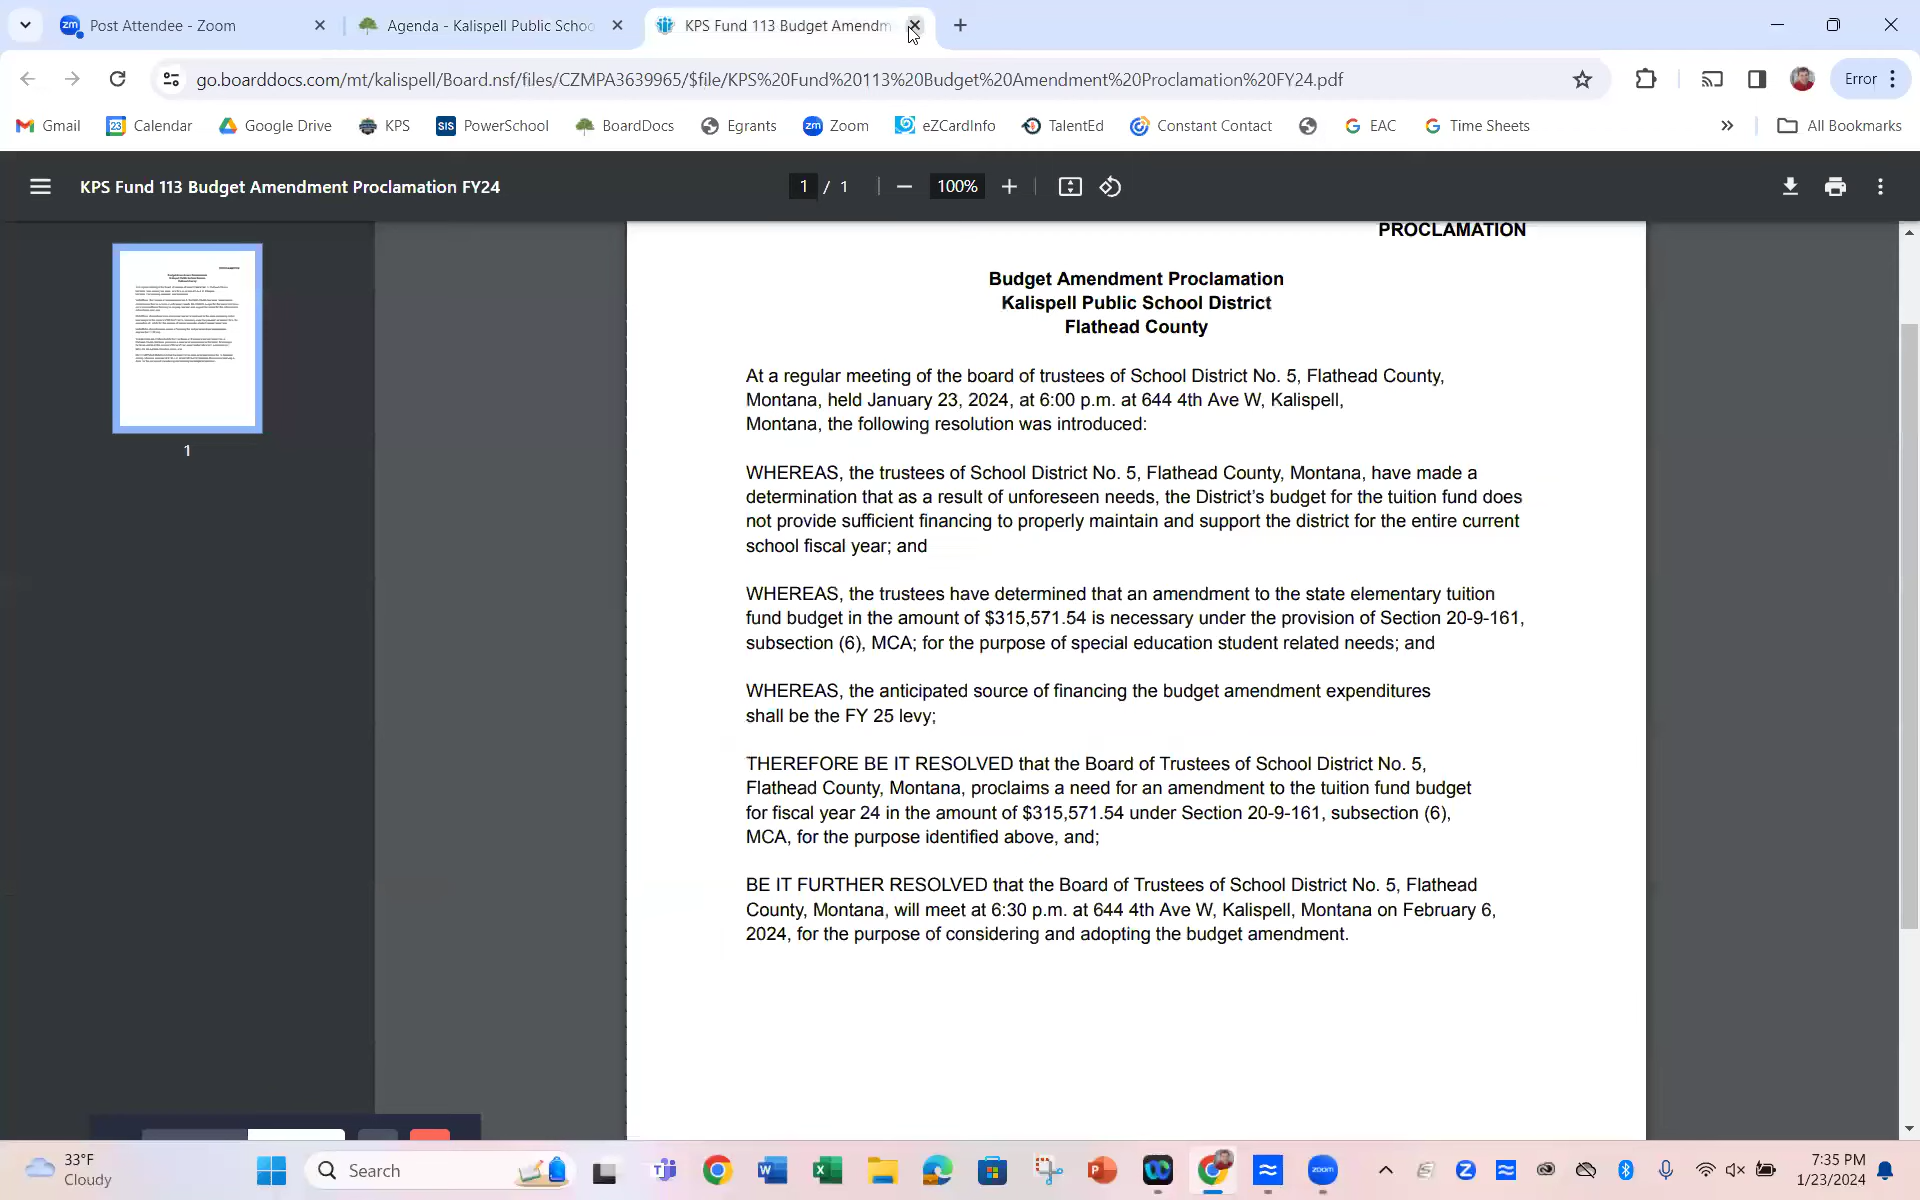 Post Attendee - Zoom
Agenda - Kalispell Public Schoo
KPS Fund 113 Budget Amendm
go.boarddocs.com/mt/kalispell/Board.nsf/files/CZMPA3639965/$file/KPS%20Fund%20113%20Budget%20Amendment%20Proclamation%20FY24.pdf
Error
Gmail
Calendar
Google Drive
KPS
PowerSchool
BoardDocs
Egrants
Zoom
eZCardInfo
TalentEd
Constant Contact
EAC
Time Sheets
All Bookmarks
KPS Fund 113 Budget Amendment Proclamation FY24
1 / 1
100%
1
PROCLAMATION
Budget Amendment Proclamation
Kalispell Public School District
Flathead County
At a regular meeting of the board of trustees of School District No. 5, Flathead County,
Montana, held January 23, 2024, at 6:00 p.m. at 644 4th Ave W, Kalispell,
Montana, the following resolution was introduced:
WHEREAS, the trustees of School District No. 5, Flathead County, Montana, have made a
determination that as a result of unforeseen needs, the District's budget for the tuition fund does
not provide sufficient financing to properly maintain and support the district for the entire current
school fiscal year; and
WHEREAS, the trustees have determined that an amendment to the state elementary tuition
fund budget in the amount of $315,571.54 is necessary under the provision of Section 20-9-161,
subsection (6), MCA; for the purpose of special education student related needs; and
WHEREAS, the anticipated source of financing the budget amendment expenditures
shall be the FY 25 levy;
THEREFORE BE IT RESOLVED that the Board of Trustees of School District No. 5,
Flathead County, Montana, proclaims a need for an amendment to the tuition fund budget
for fiscal year 24 in the amount of $315,571.54 under Section 20-9-161, subsection (6),
MCA, for the purpose identified above, and;
BE IT FURTHER RESOLVED that the Board of Trustees of School District No. 5, Flathead
County, Montana, will meet at 6:30 p.m. at 644 4th Ave W, Kalispell, Montana on February 6,
2024, for the purpose of considering and adopting the budget amendment.
33°F
Cloudy
Search
7:35 PM
1/23/2024